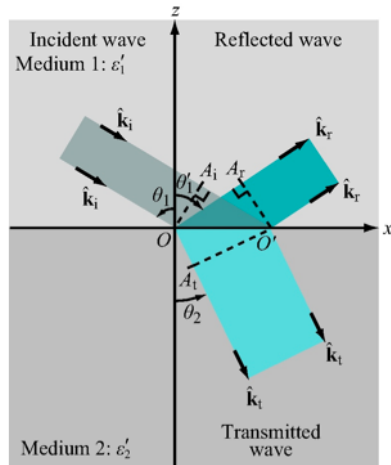 z
Incident wave
Reflected wave
Medium 1: ε′₁
k̂ᵢ
k̂ᵢ
θ₁
θ′₁
Aᵢ
Aᵣ
k̂ᵣ
k̂ᵣ
O
O′
x
Aₜ
θ₂
k̂ₜ
k̂ₜ
Medium 2: ε′₂
Transmitted
wave